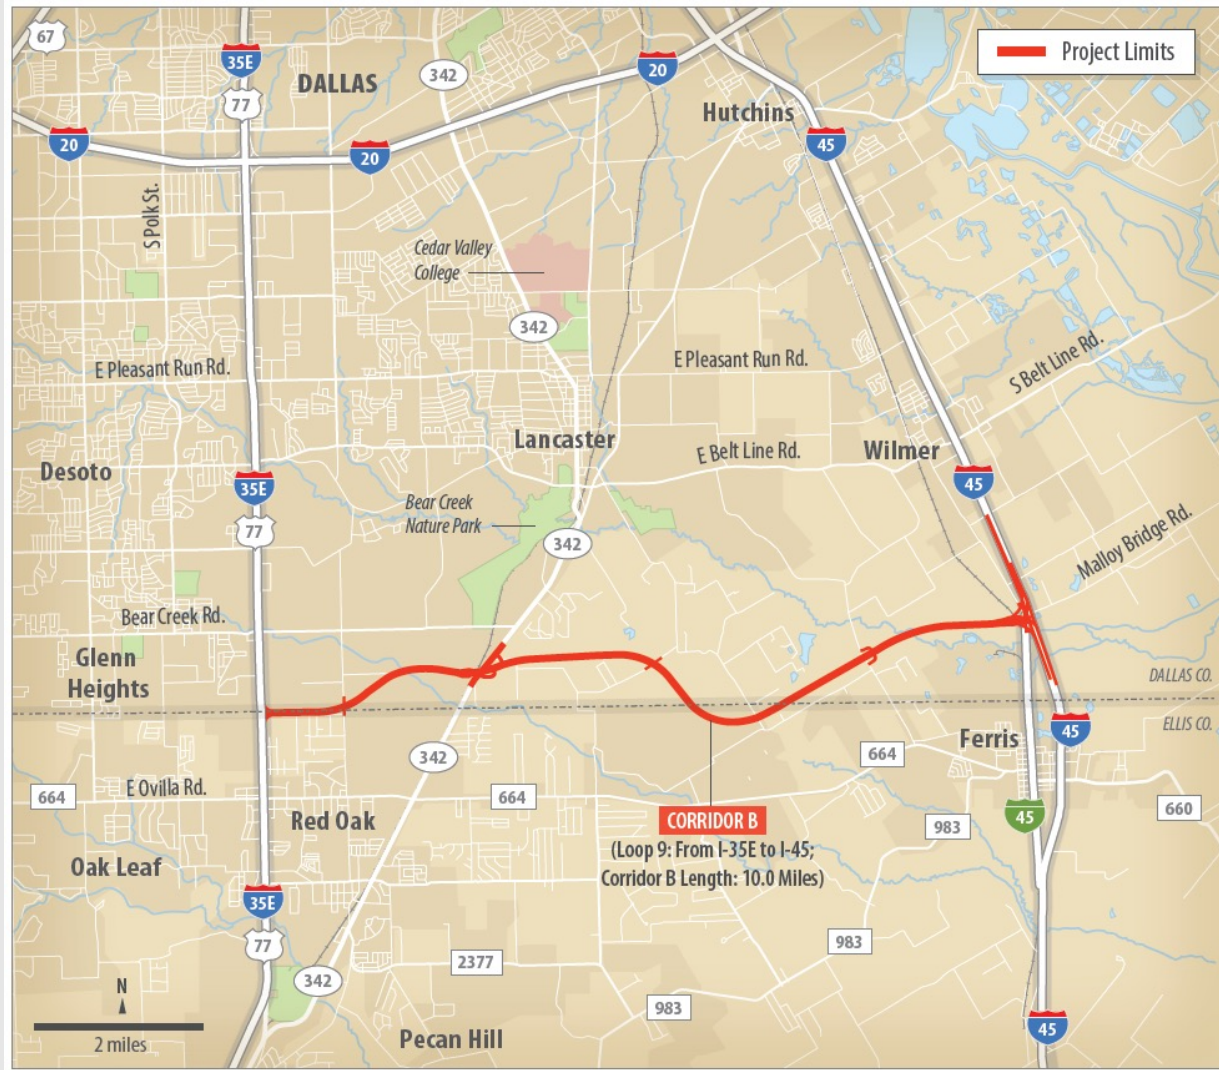 67
35E
77
DALLAS
342
20
Project Limits
Hutchins
20
20
45
S Polk St.
Cedar Valley
College
342
E Pleasant Run Rd.
E Pleasant Run Rd.
S Belt Line Rd.
Lancaster
E Belt Line Rd.
Wilmer
Desoto
35E
45
77
Bear Creek
Nature Park
342
Malloy Bridge Rd.
Bear Creek Rd.
Glenn
Heights
DALLAS CO.
ELLIS CO.
45
Ferris
342
664
664
E Ovilla Rd.
664
660
Red Oak
CORRIDOR B
(Loop 9: From I-35E to I-45;
Corridor B Length: 10.0 Miles)
45
983
Oak Leaf
35E
77
983
2377
342
983
N
2 miles
Pecan Hill
45